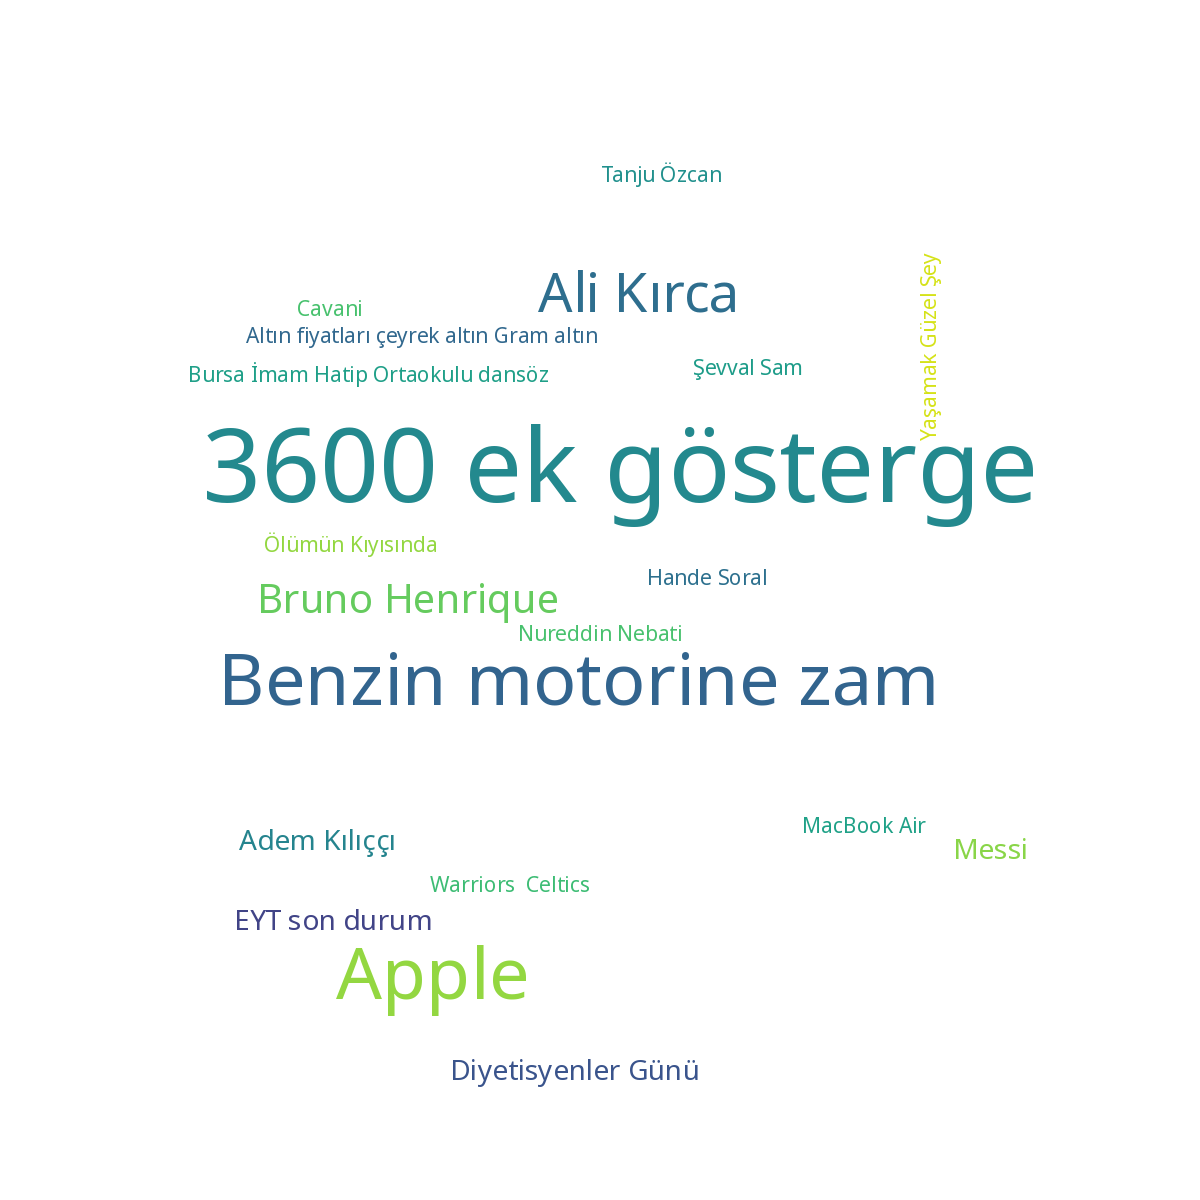 Tanju Özcan
Yaşamak Güzel Şey
Ali Kırca
Cavani
Altın fiyatları çeyrek altın Gram altın
Şevval Sam
Bursa İmam Hatip Ortaokulu dansöz
3600 ek gösterge
Ölümün Kıyısında
Hande Soral
Bruno Henrique
Nureddin Nebati
Benzin motorine zam
MacBook Air
Adem Kılıççı
Messi
Warriors Celtics
EYT son durum
Apple
Diyetisyenler Günü